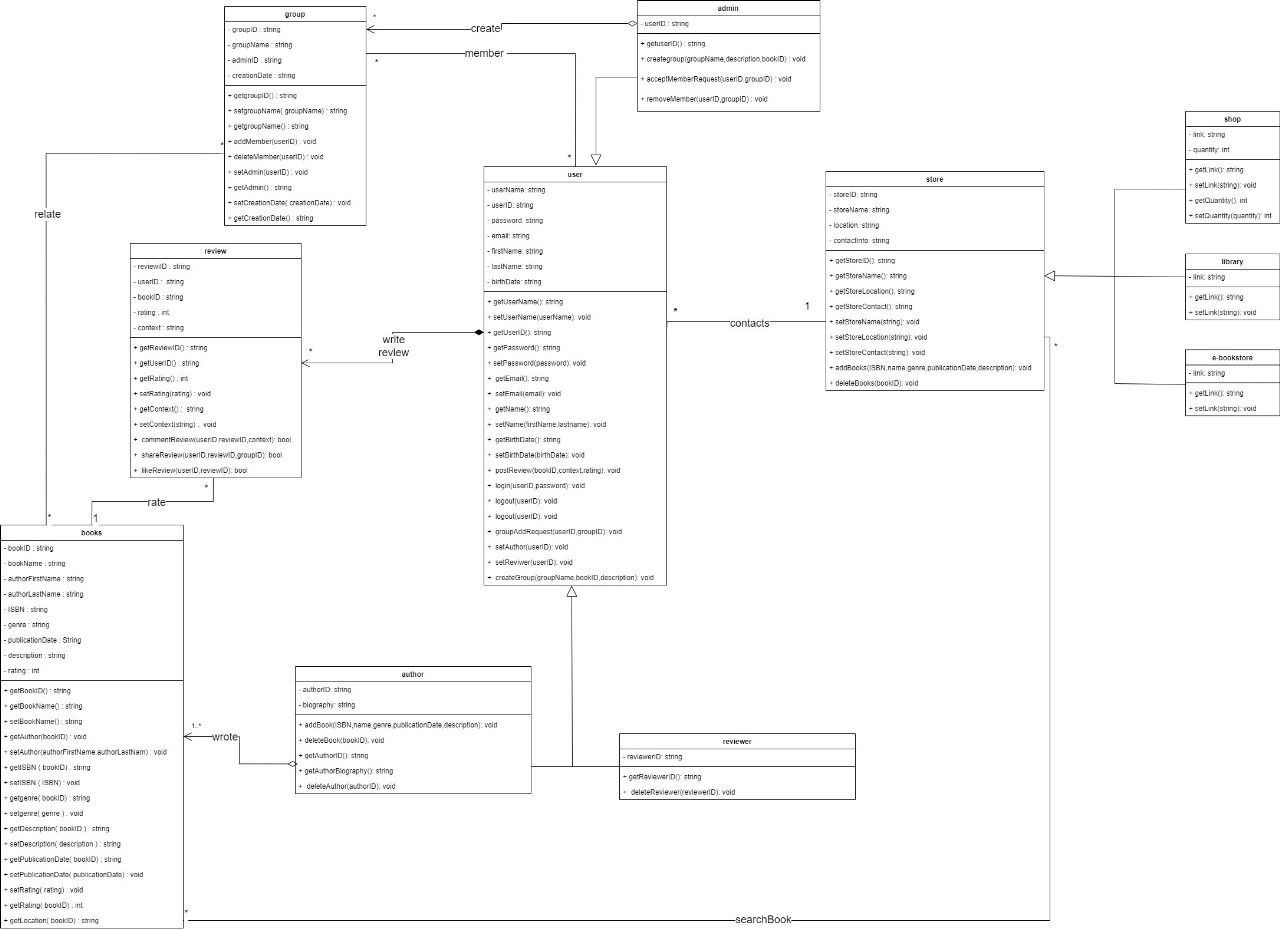 group
- groupID : string
- groupName : string
- adminID : string
- creationDate : string
+ getgroupID() : string
+ setgroupName( groupName) : string
+ getgroupName() : string
+ addMember(userID) : void
+ deleteMember(userID) : void
+ setAdmin(userID) : void
+ getAdmin() : string
+ setCreationDate( creationDate) : void
+ getCreationDate() : string
*
create
member
*
*
*
admin
- userID : string
+ getuserID() : string
+ creategroup(groupName,description,bookID) : void
+ acceptMemberRequest(userID,groupID) : void
+ removeMember(userID,groupID) : void
relate
*
review
- reviewID : string
- userID : string
- bookID : string
- rating : int
- context : string
+ getReviewID() : string
+ getUserID() : string
+ getRating() : int
+ setRating(rating) : void
+ getContext() : string
+ setContext(string) : void
+ commentReview(userID,reviewID,context): bool
+ shareReview(userID,reviewID,groupID): bool
+ likeReview(userID,reviewID): bool
*
write
review
*
rate
1
user
- userName: string
- userID: string
- password: string
- email: string
- firstName: string
- lastName: string
- birthDate: string
+ getUserName(): string
+ setUserName(userName): void
+ getUserID(): string
+ getPassword(): string
+ setPassword(password): void
+ getEmail(): string
+ setEmail(email): void
+ getName(): string
+ setName(firstName,lastname): void
+ getBirthDate(): string
+ setBirthDate(birthDate): void
+ postReview(bookID,context,rating): void
+ login(userID,password): void
+ logout(userID): void
+ logout(userID): void
+ groupAddRequest(userID,groupID): void
+ setAuthor(userID): void
+ setReviwer(userID): void
+ createGroup(groupName,bookID,description): void
*
contacts
1
store
- storeID: string
- storeName: string
- location: string
- contactInfo: string
+ getStoreID(): string
+ getStoreName(): string
+ getStoreLocation(): string
+ getStoreContact(): string
+ setStoreName(string): void
+ setStoreLocation(string): void
+ setStoreContact(string): void
+ addBooks(ISBN,name,genre,publicationDate,description): void
+ deleteBooks(bookID): void
*
shop
- link: string
- quantity: int
+ getLink(): string
+ setLink(string): void
+ getQuantity(): int
+ setQuantity(quantity): int
library
- link: string
+ getLink(): string
+ setLink(string): void
e-bookstore
- link: string
+ getLink(): string
+ setLink(string): void
books
- bookID : string
- bookName : string
- authorFirstName : string
- authorLastName : string
- ISBN : string
- genre : string
- publicationDate : String
- description : string
- rating : int
+ getBookID() : string
+ getBookName() : string
+ setBookName() : string
+ getAuthor(bookID) : void
+ setAuthor(authorFirstName,authorLastNam) : void
+ getISBN ( bookID) : string
+ setISBN ( ISBN) : void
+ getgenre( bookID) : string
+ setgenre( genre ) : void
+ getDescription( bookID ) : string
+ setDescription( description ) : string
+ getPublicationDate( bookID) : string
+ setPublicationDate( publicationDate) : void
+ setRating( rating) : void
+ getRating( bookID) : int
+ getLocation( bookID) : string
1..*
wrote
author
- authorID: string
- biography: string
+ addBook(ISBN,name,genre,publicationDate,description): void
+ deleteBook(bookID): void
+ getAuthorID(): string
+ getAuthorBiography(): string
+ deleteAuthor(authorID): void
reviewer
- reviewerID: string
+ getReviewerID(): string
+ deleteReviewer(reviewerID): void
*
searchBook